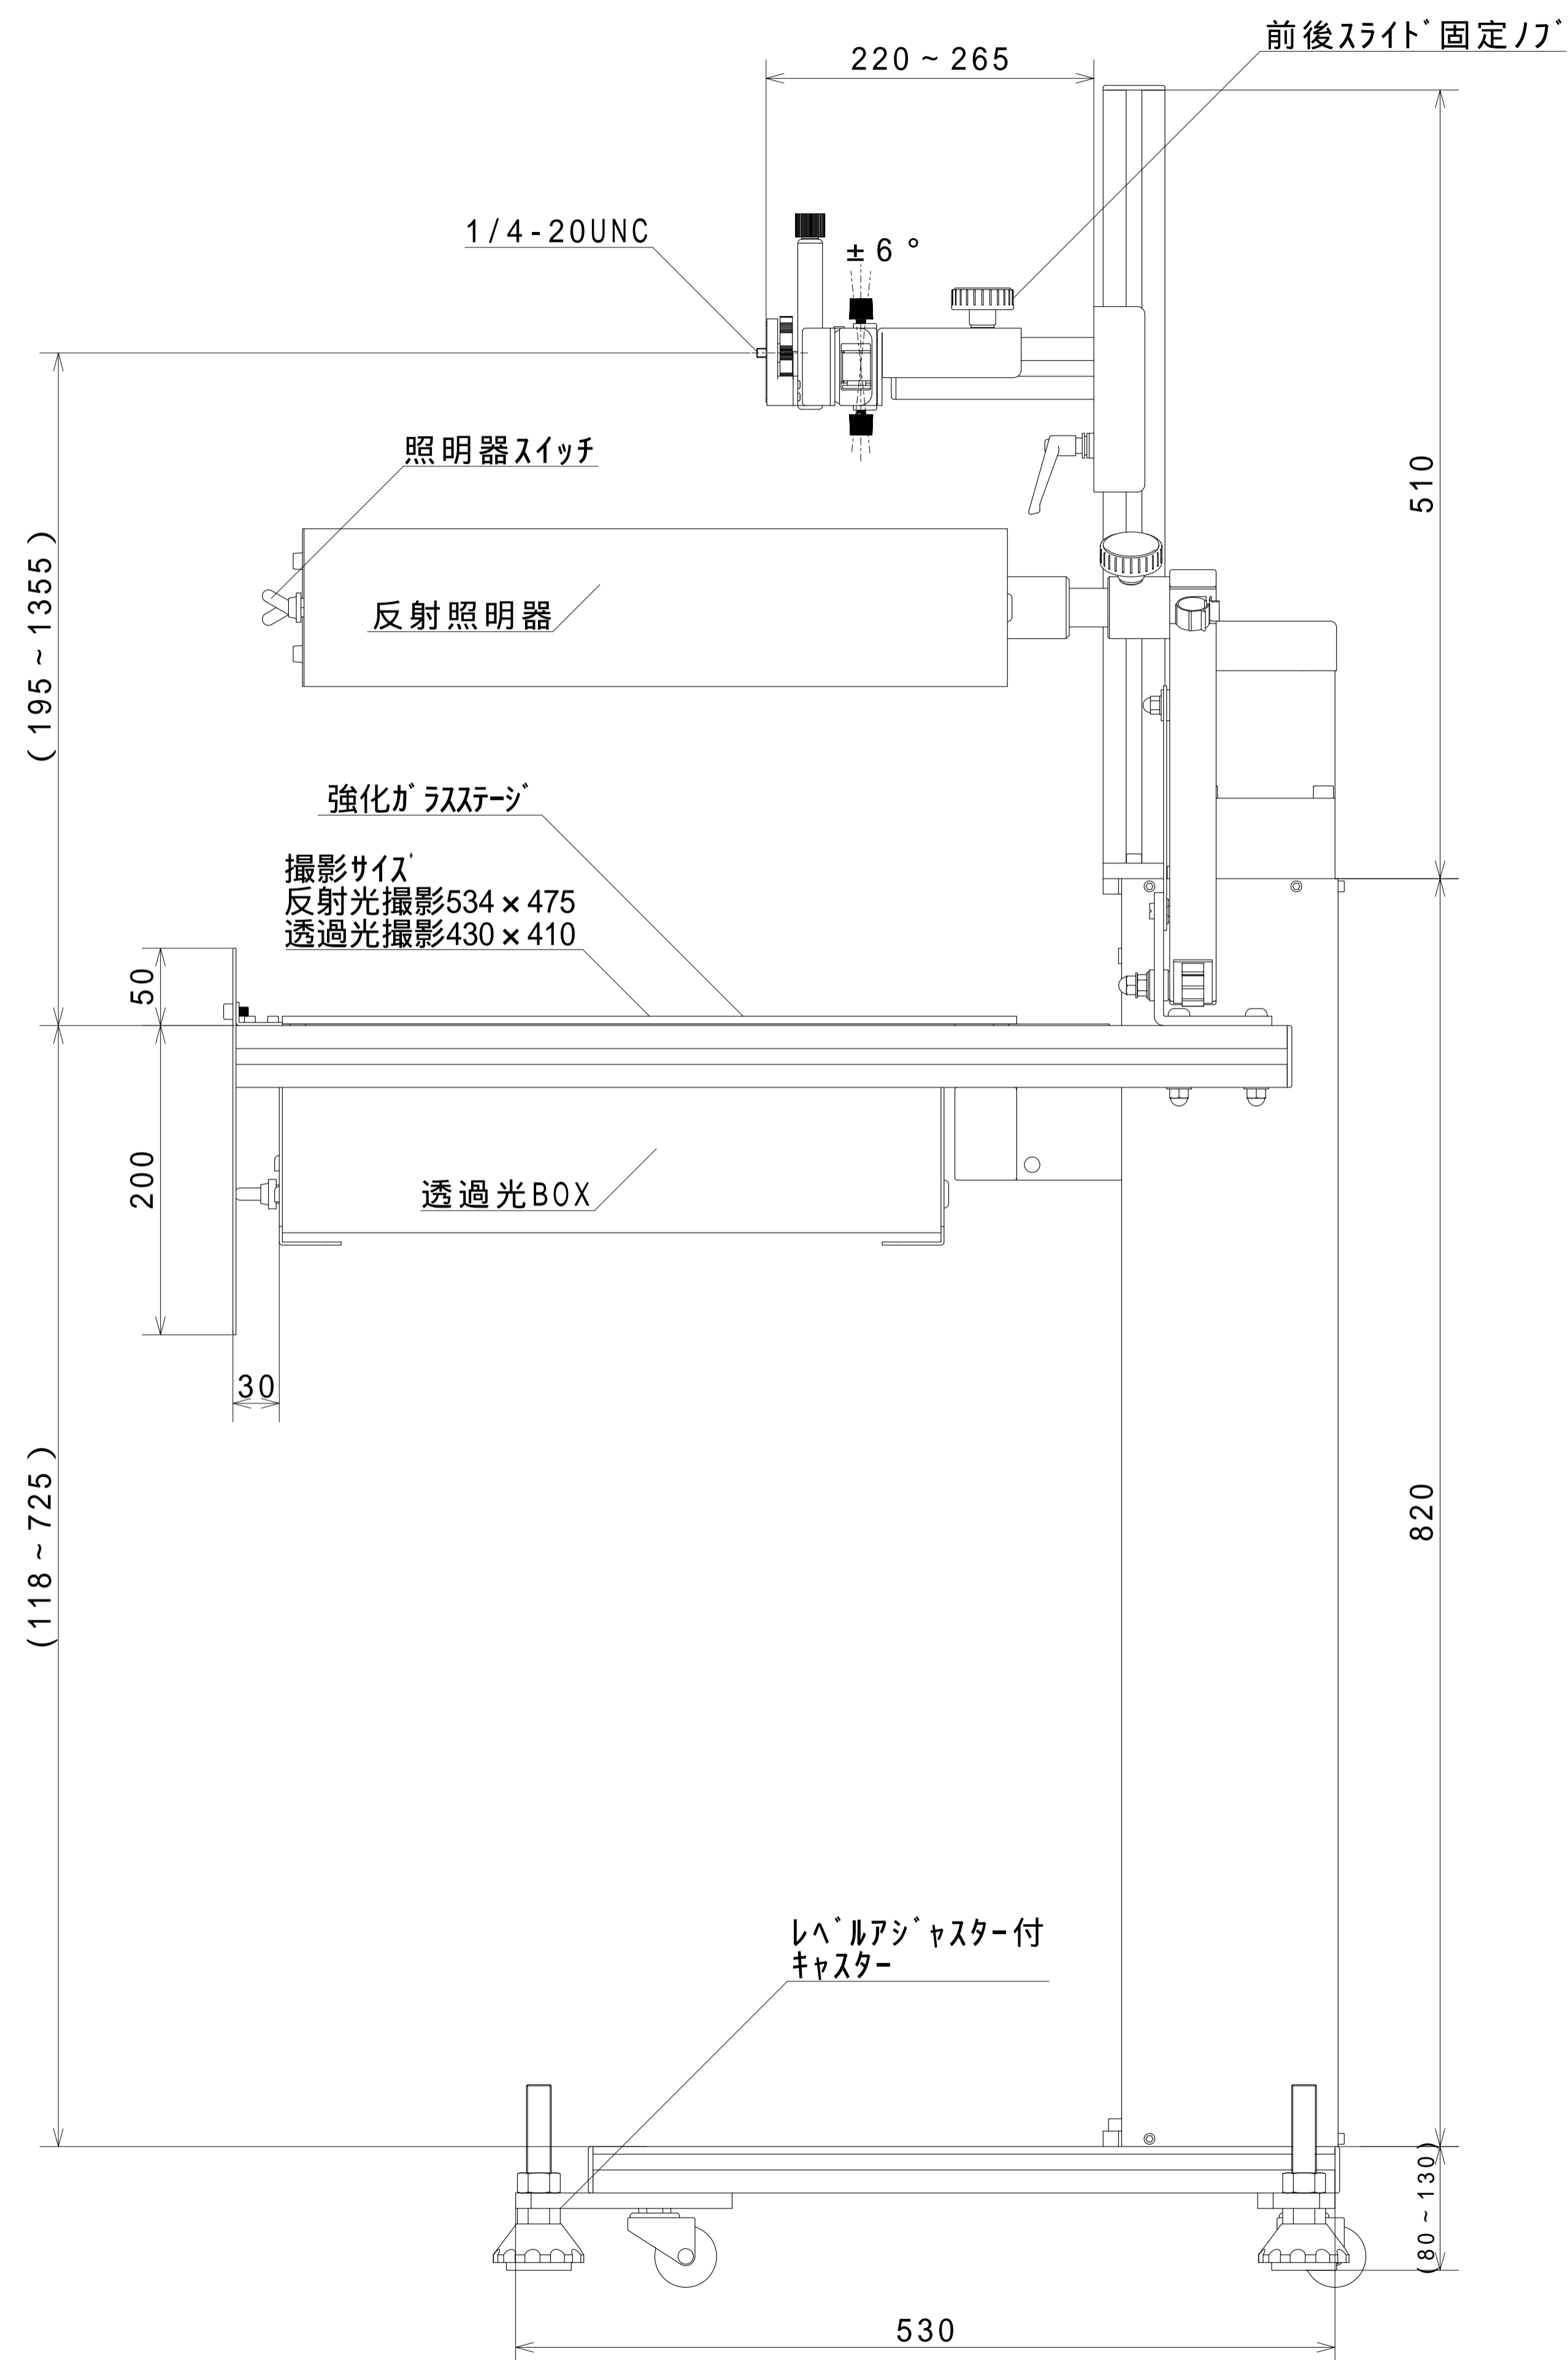 前後ｽﾗｲﾄﾞ固定ﾉﾌﾞ
220~265
1/4-20UNC
±6°
照明器ｽｲｯﾁ
510
(195~1355)
反射照明器
強化ｶﾞﾗｽｽﾃｰｼﾞ
撮影ｻｲｽﾞ
反射光撮影534×475
透過光撮影430×410
50
200
透過光BOX
30
(118~725)
820
ﾚﾍﾞﾙｱｼﾞｬｽﾀｰ付
ｷｬｽﾀｰ
(80~130)
530